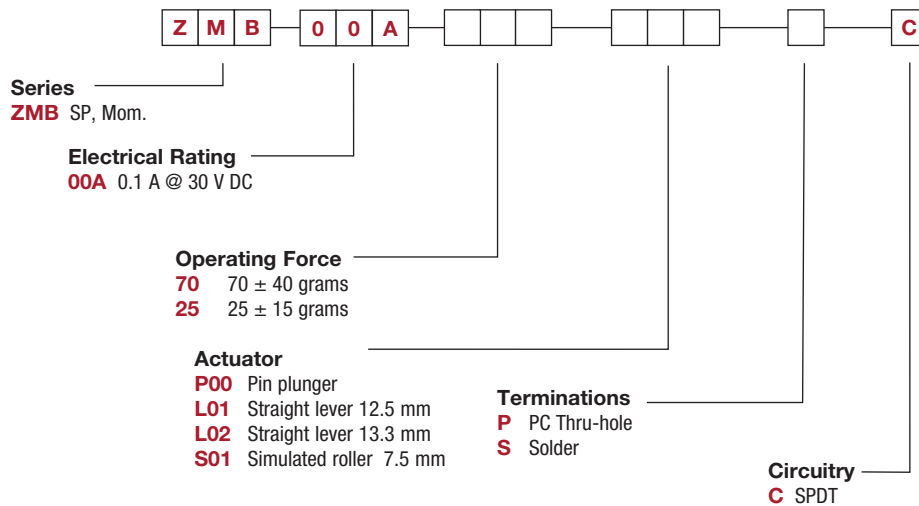 Z M B 0 0 A C
Series
ZMB SP, Mom.
Electrical Rating
00A 0.1 A @ 30 V DC
Operating Force
70 70 ± 40 grams
25 25 ± 15 grams
Actuator
P00 Pin plunger
L01 Straight lever 12.5 mm
L02 Straight lever 13.3 mm
S01 Simulated roller 7.5 mm
Terminations
P PC Thru-hole
S Solder
Circuitry
C SPDT